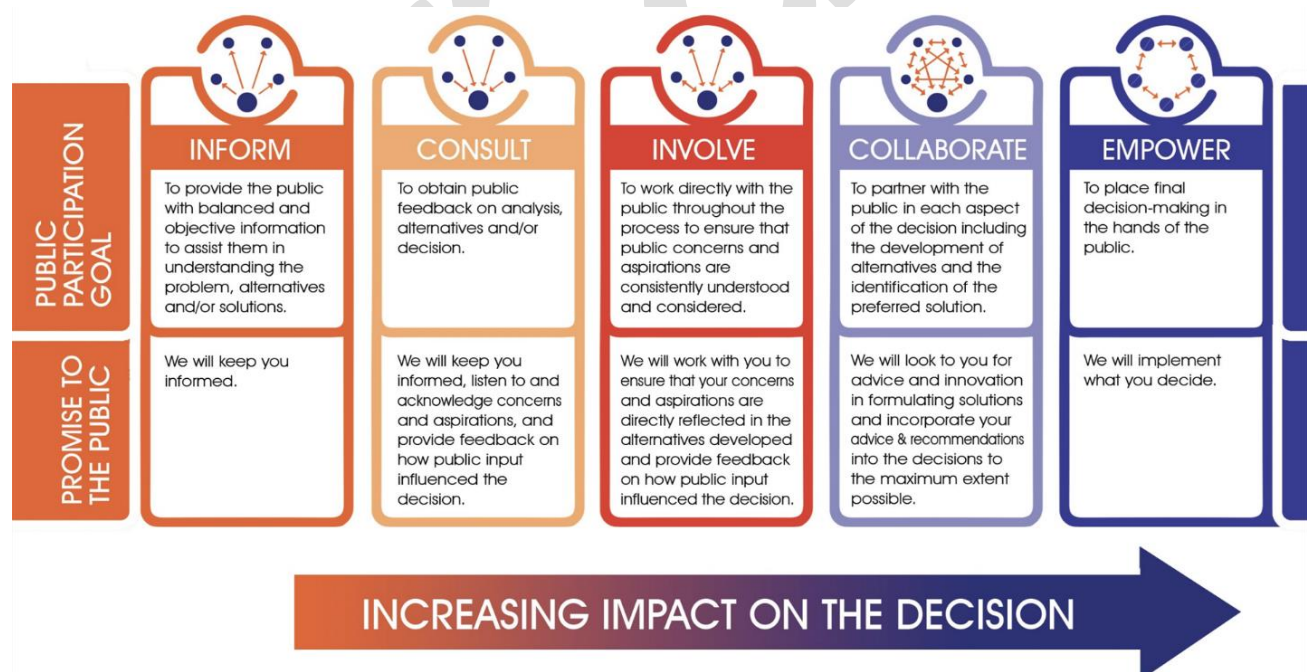 PUBLIC
PARTICIPATION
GOAL
INFORM
To provide the public
with balanced and
objective information
to assist them in
understanding the
problem, alternatives
and/or solutions.
CONSULT
To obtain public
feedback on analysis,
alternatives and/or
decision.
INVOLVE
To work directly with the
public throughout the
process to ensure that
public concerns and
aspirations are
consistently understood
and considered.
COLLABORATE
To partner with the
public in each aspect
of the decision including
the development of
alternatives and the
identification of the
preferred solution.
EMPOWER
To place final
decision-making in
the hands of the
public.
PROMISE TO
THE PUBLIC
We will keep you
informed.
We will keep you
informed, listen to and
acknowledge concerns
and aspirations, and
provide feedback on
how public input
influenced the
decision.
We will work with you to
ensure that your concerns
and aspirations are
directly reflected in the
alternatives developed
and provide feedback
on how public input
influenced the decision.
We will look to you for
advice and innovation
in formulating solutions
and incorporate your
advice & recommendations
into the decisions to
the maximum extent
possible.
We will implement
what you decide.
INCREASING IMPACT ON THE DECISION